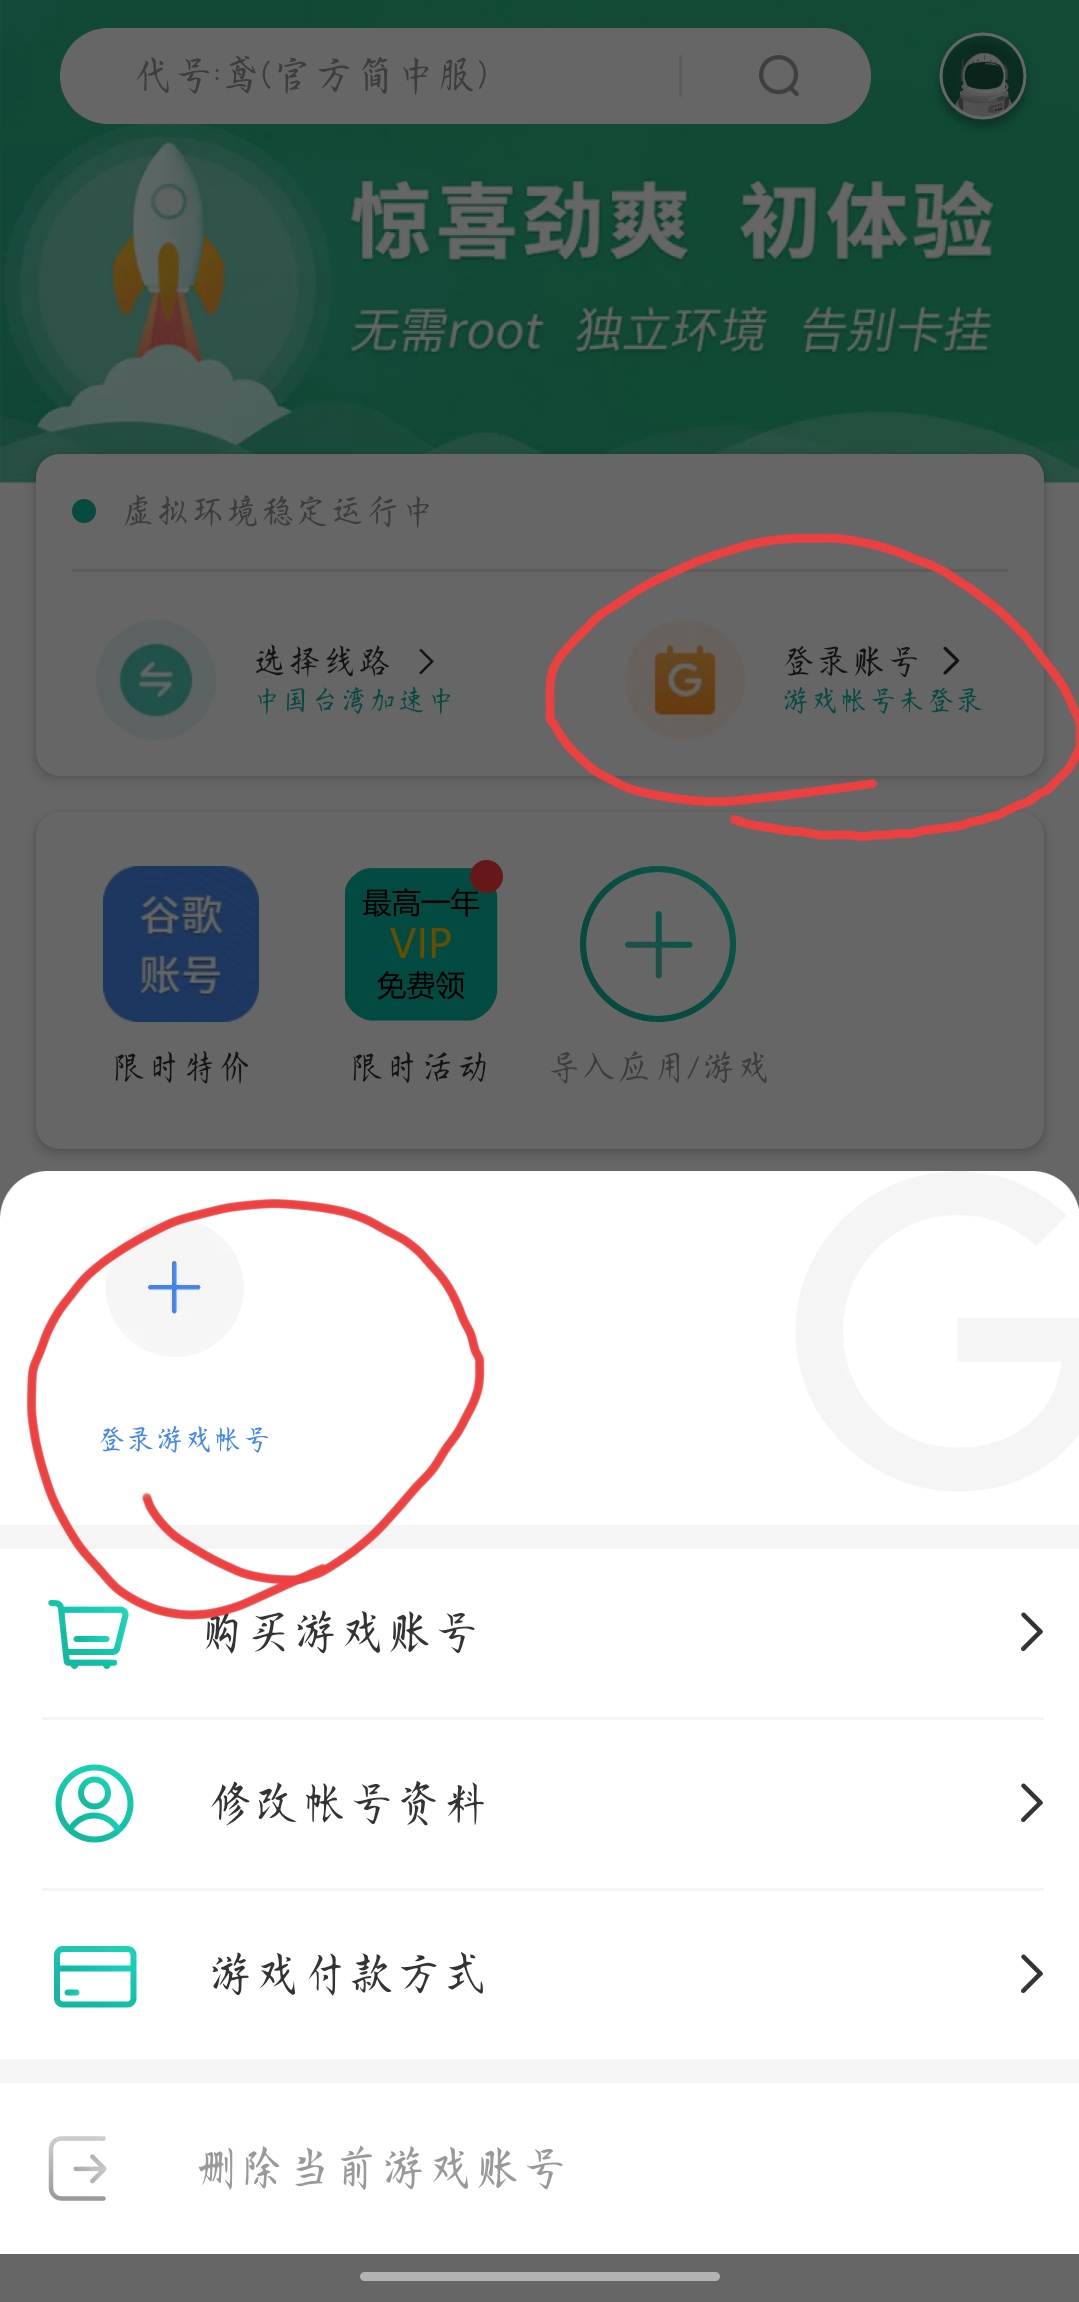 代号:鸢(官方简中服)
惊喜劲爽 初体验
无需root 独立环境 告别卡挂
虚拟环境稳定运行中
选择线路
中国台湾加速中
G
登录账号
游戏帐号未登录
谷歌
账号
限时特价
最高一年
VIP
免费领
限时活动
导入应用/游戏
G
登录游戏帐号
购买游戏账号
修改帐号资料
游戏付款方式
删除当前游戏账号